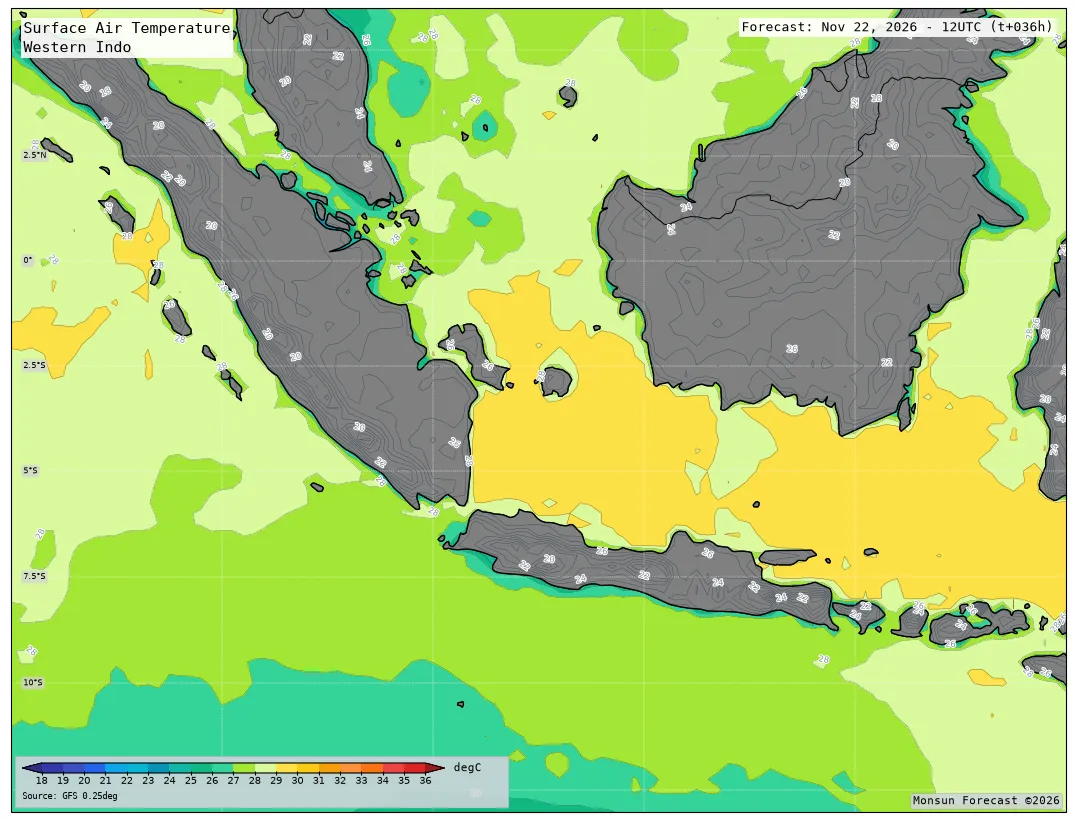 Surface Air Temperature
Western Indo
Forecast: Nov 22, 2026 - 12UTC (t+036h)
2.5°N
0°
2.5°S
5°S
7.5°S
10°S
18 19 20 21 22 23 24 25 26 27 28 29 30 31 32 33 34 35 36
degC
Source: GFS 0.25deg
Monsun Forecast ©2026